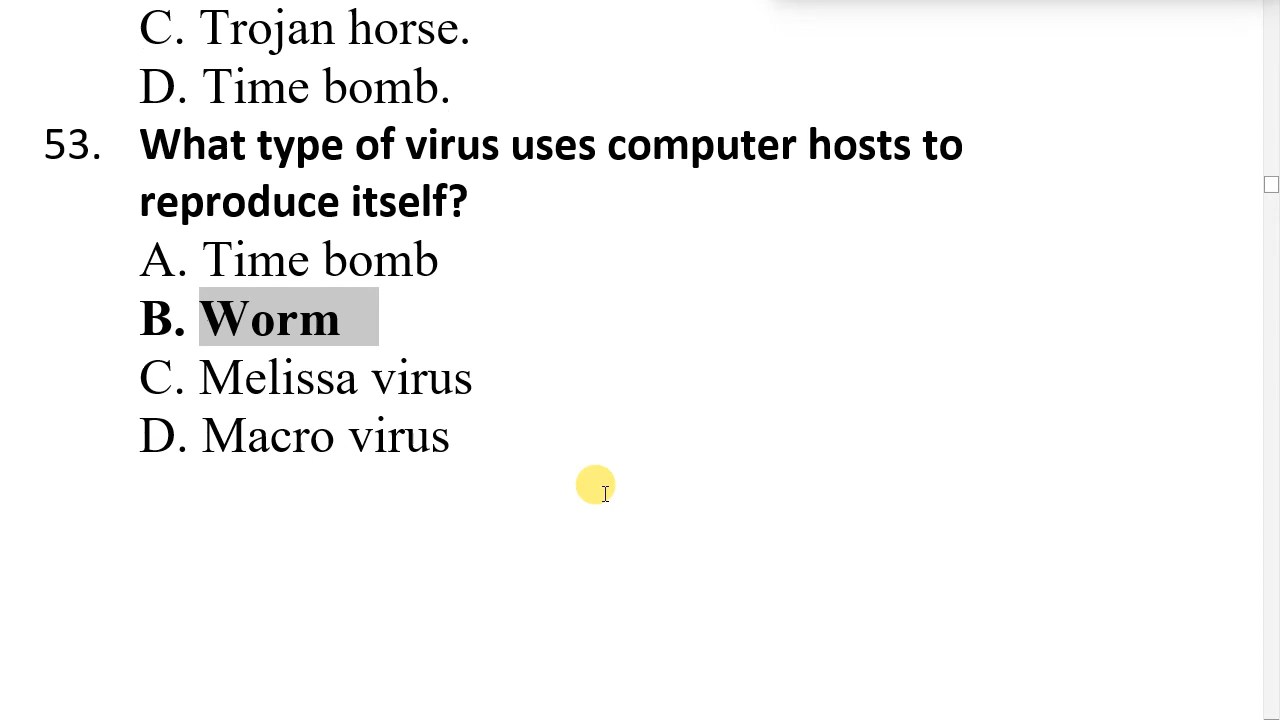 C. Trojan horse.
D. Time bomb.
53. What type of virus uses computer hosts to
reproduce itself?
A. Time bomb
B. Worm
C. Melissa virus
D. Macro virus